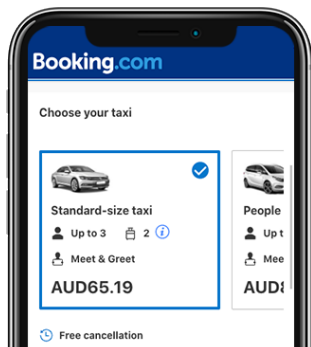 Booking.com
Choose your taxi
Standard-size taxi
People
Up to 3 2 i
Up t
Meet & Greet
Mee
AUD65.19
AUD
Free cancellation